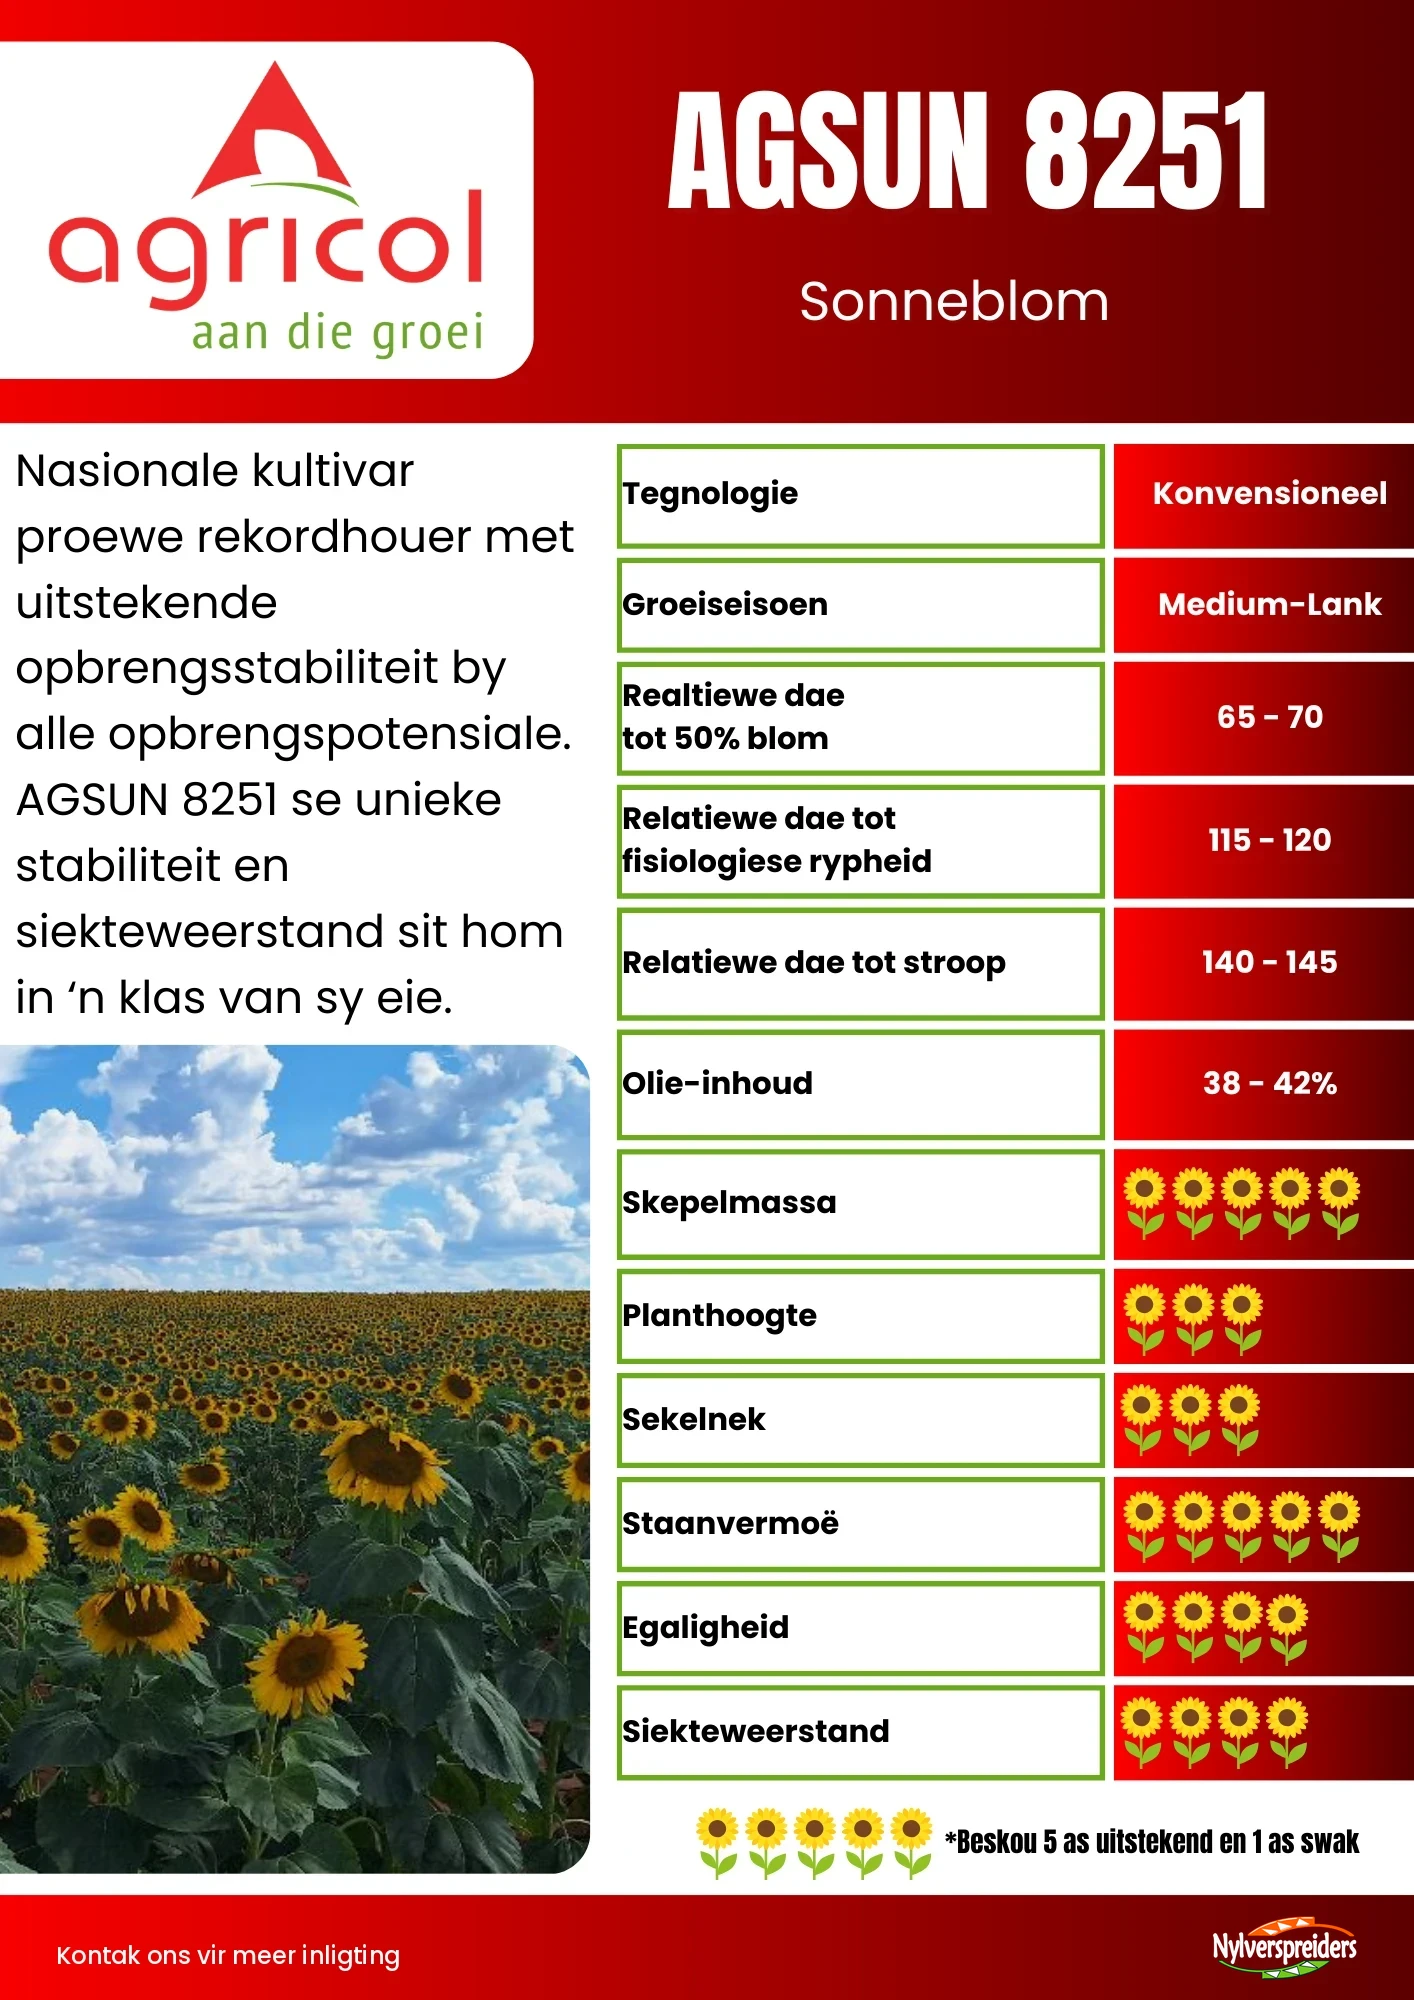 agricol
aan die groei
AGSUN 8251
Sonneblom
Nasionale kultivar
proewe rekordhouer met
uitstekende
opbrengsstabiliteit by
alle opbrengspotensiale.
AGSUN 8251 se unieke
stabiliteit en
siekteweerstand sit hom
in ‘n klas van sy eie.
Tegnologie
Konvensioneel
Groeiseisoen
Medium-Lank
Realtiewe dae
tot 50% blom
65 - 70
Relatiewe dae tot
fisiologiese rypheid
115 - 120
Relatiewe dae tot stroop
140 - 145
Olie-inhoud
38 - 42%
Skepelmassa
Planthoogte
Sekelnek
Staanvermoë
Egaligheid
Siekteweerstand
*Beskou 5 as uitstekend en 1 as swak
Kontak ons vir meer inligting
Nylverspreiders